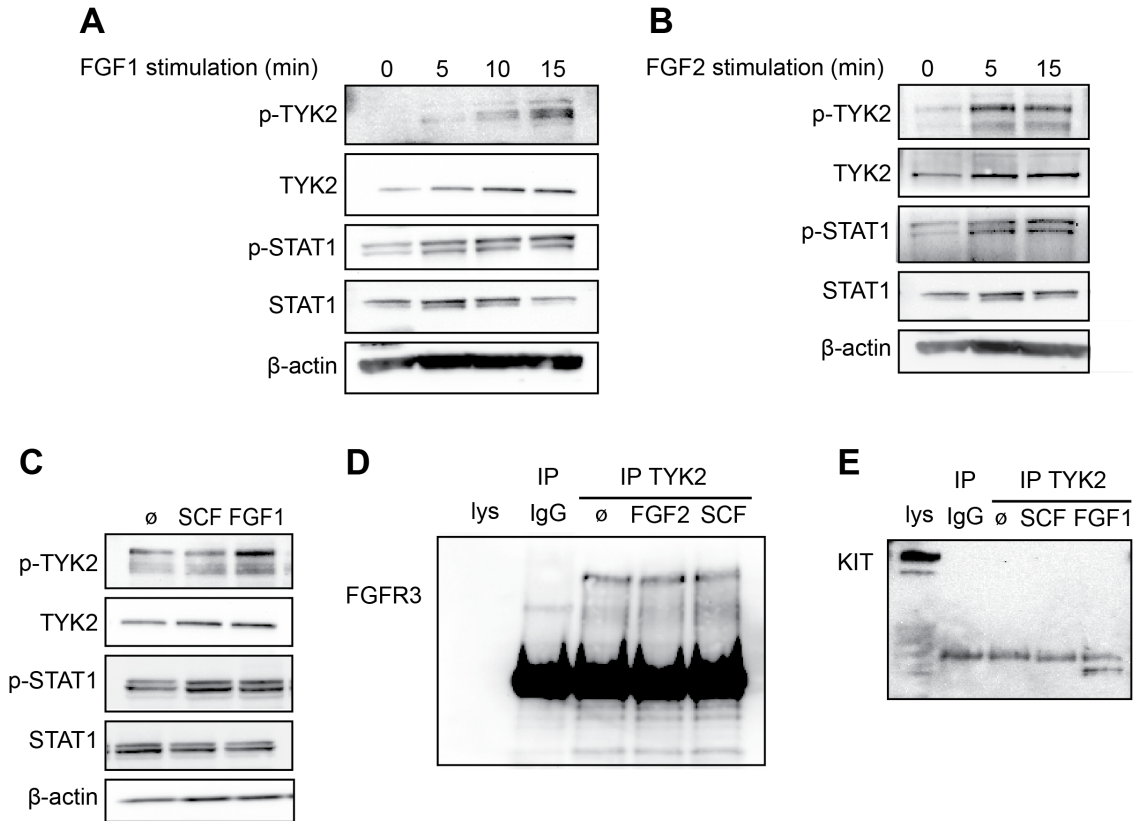 A
FGF1 stimulation (min) 0 5 10 15
p-TYK2
TYK2
p-STAT1
STAT1
β-actin
B
FGF2 stimulation (min) 0 5 15
p-TYK2
TYK2
p-STAT1
STAT1
β-actin
C
ø SCF FGF1
p-TYK2
TYK2
p-STAT1
STAT1
β-actin
D
IP IP TYK2
lys IgG ø FGF2 SCF
FGFR3
E
IP IP TYK2
lys IgG ø SCF FGF1
KIT